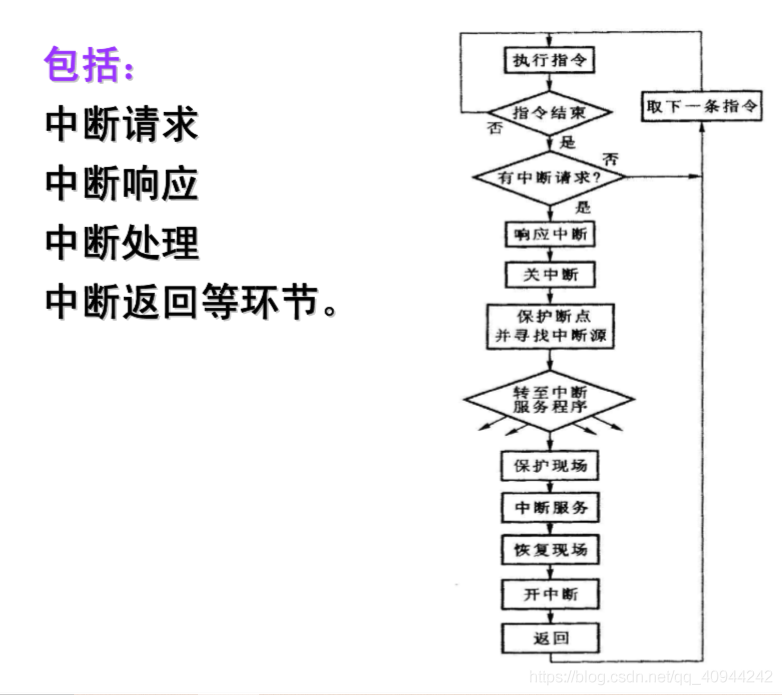 包括：
中断请求
中断响应
中断处理
中断返回等环节。
执行指令
指令结束
否
是
取下一条指令
有中断请求?
否
是
响应中断
关中断
保护断点
并寻找中断源
转至中断
服务程序
保护现场
中断服务
恢复现场
开中断
返回
https://blog.csdn.net/qq_40944242